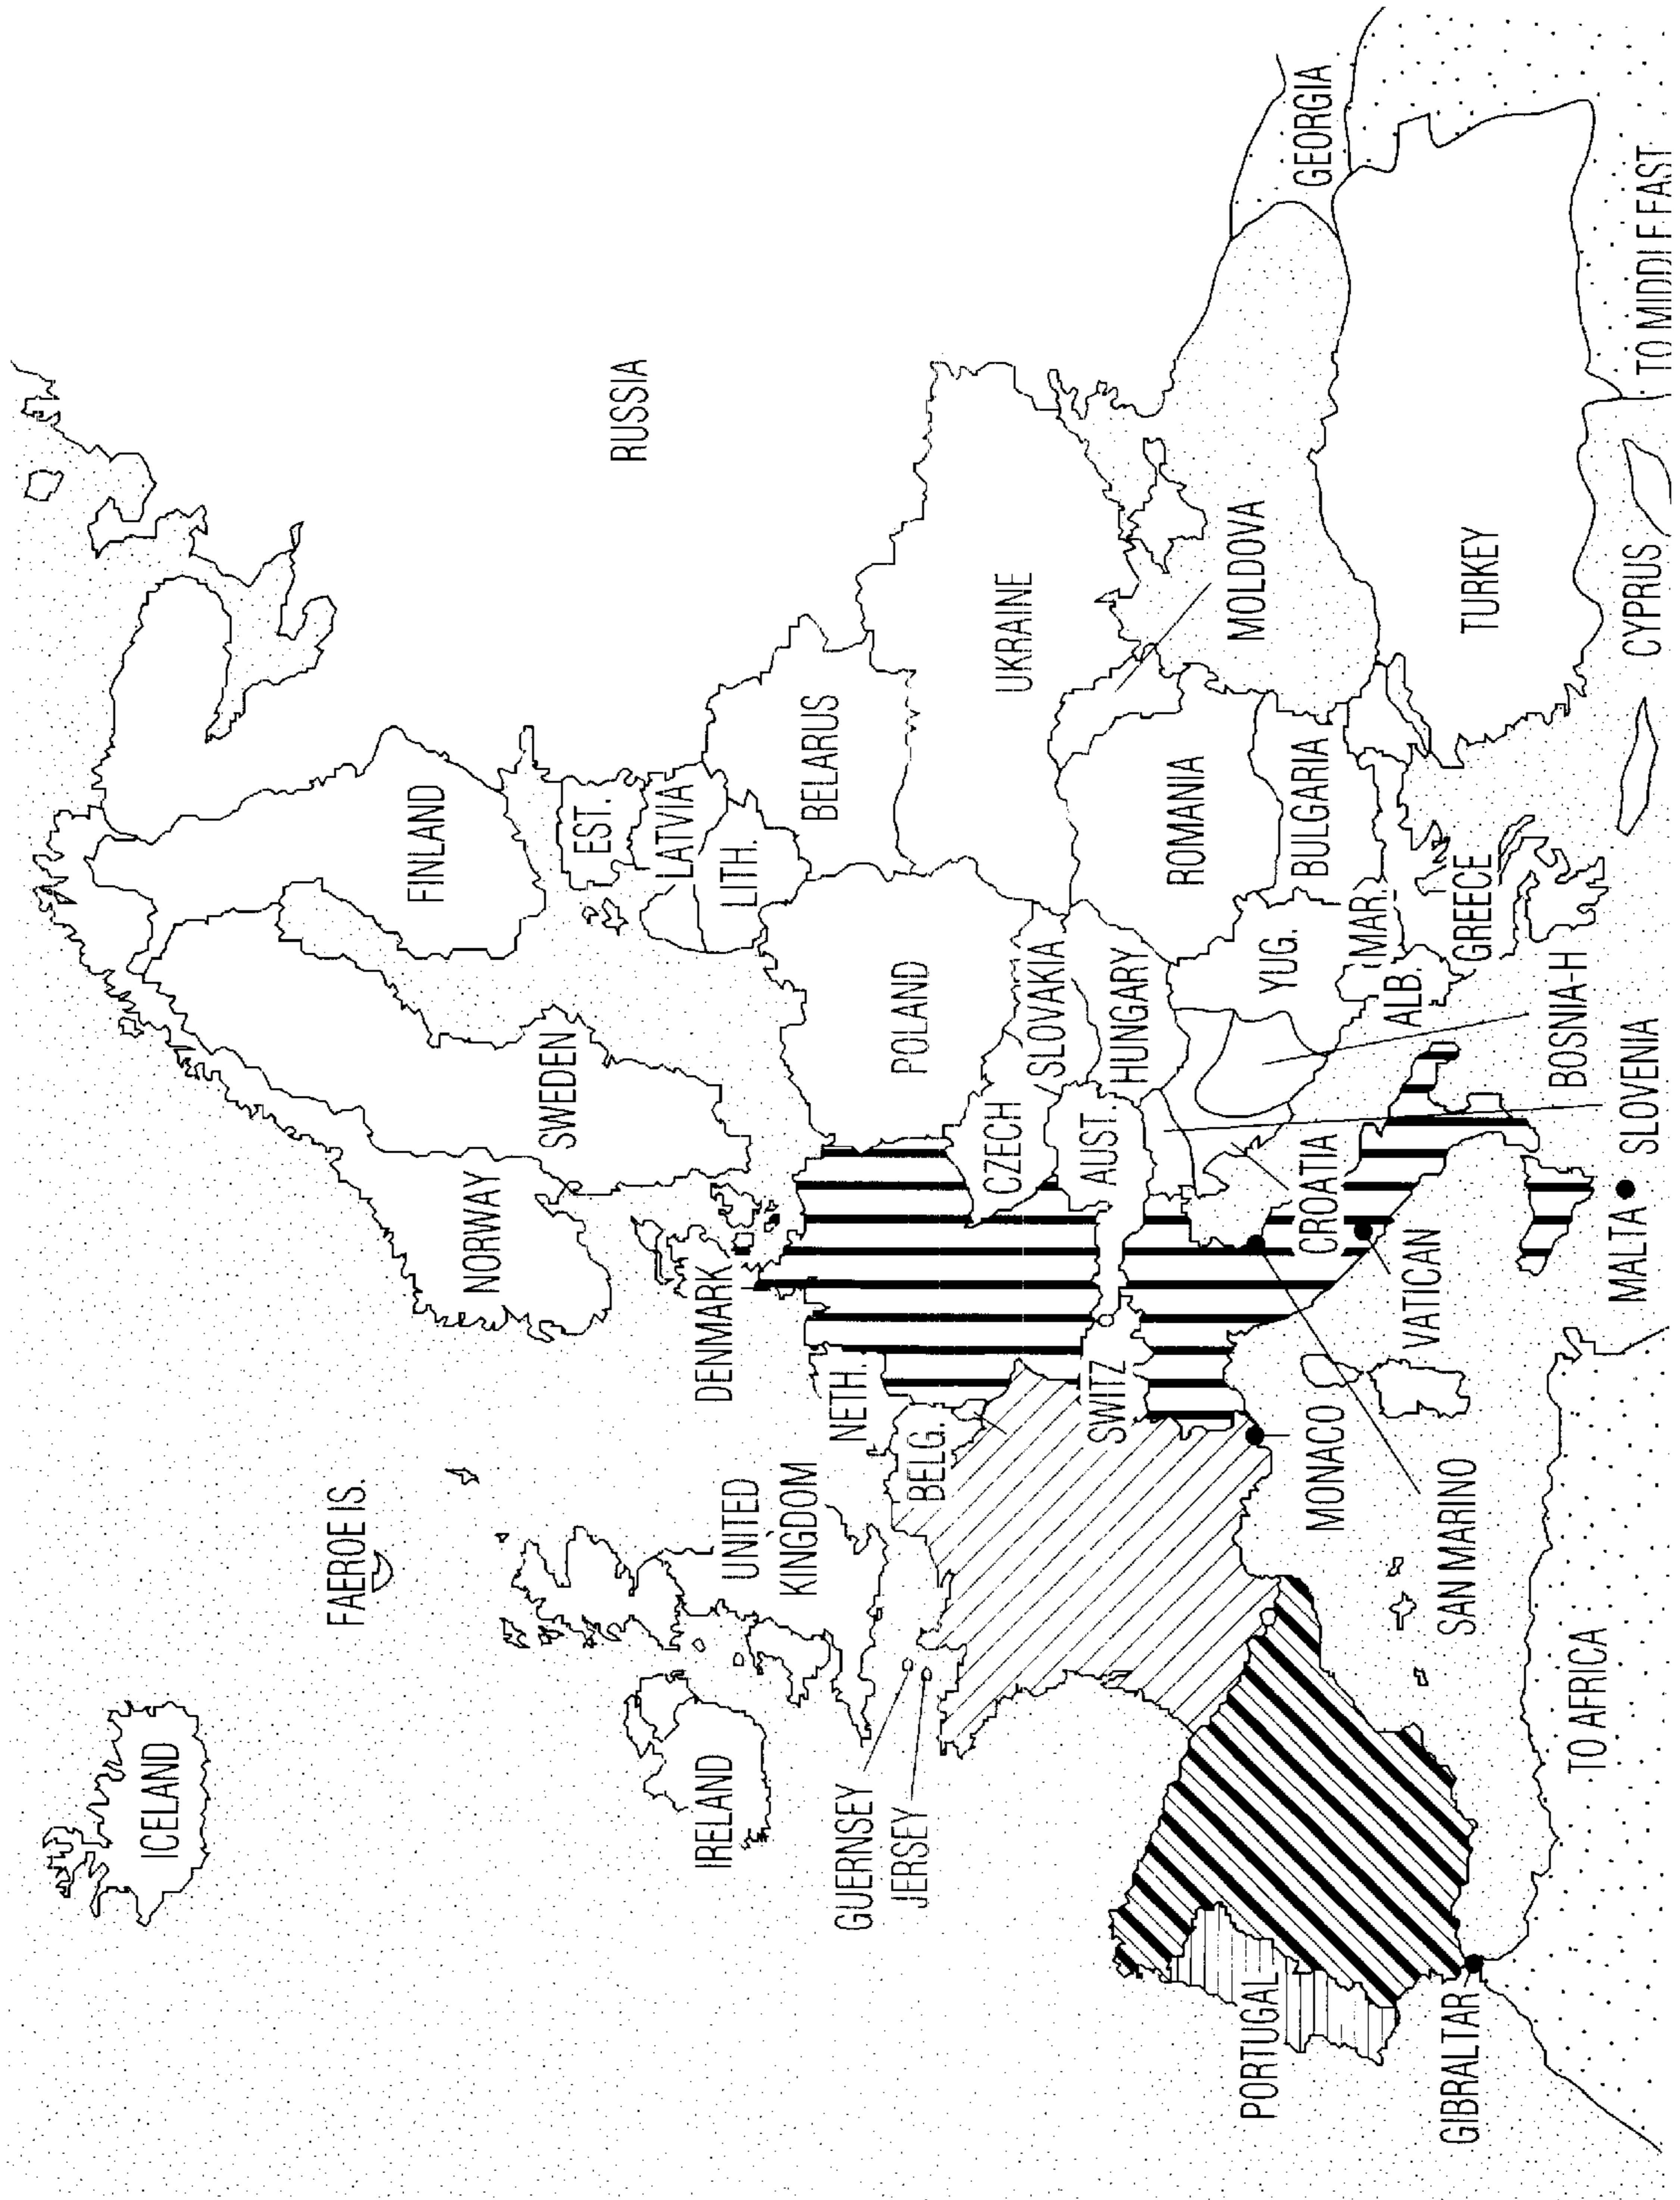 ICELAND
FAEROE IS.
NORWAY
SWEDEN
FINLAND
RUSSIA
EST.
LATVIA
LITH.
DENMARK
UNITED
KINGDOM
IRELAND
BELARUS
NETH.
BELG.
POLAND
GUERNSEY
JERSEY
UKRAINE
CZECH
SLOVAKIA
AUST.
HUNGARY
SWITZ
ROMANIA
MOLDOVA
GEORGIA
PORTUGAL
MONACO
CROATIA
YUG.
BULGARIA
VATICAN
ALB.
MAR.
SAN MARINO
GIBRALTAR
GREECE
TURKEY
BOSNIA-H
TO AFRICA
MALTA
SLOVENIA
CYPRUS
TO MIDDLE EAST